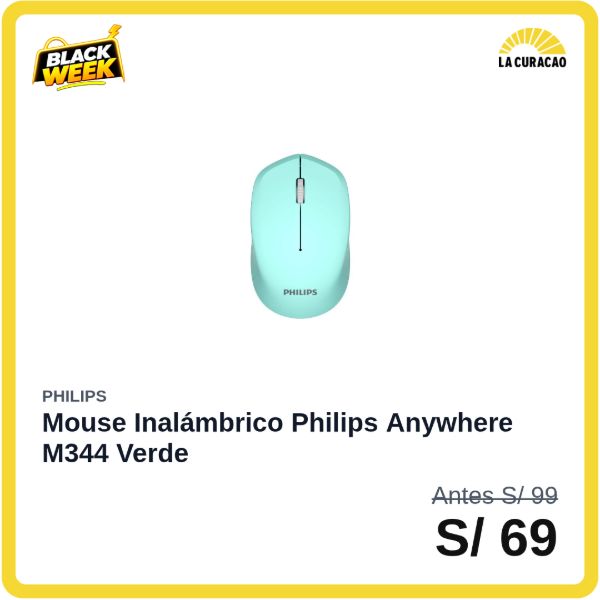 BLACK
WEEK
LA CURACAO
PHILIPS
PHILIPS
Mouse Inalámbrico Philips Anywhere
M344 Verde
Antes S/ 99
S/ 69